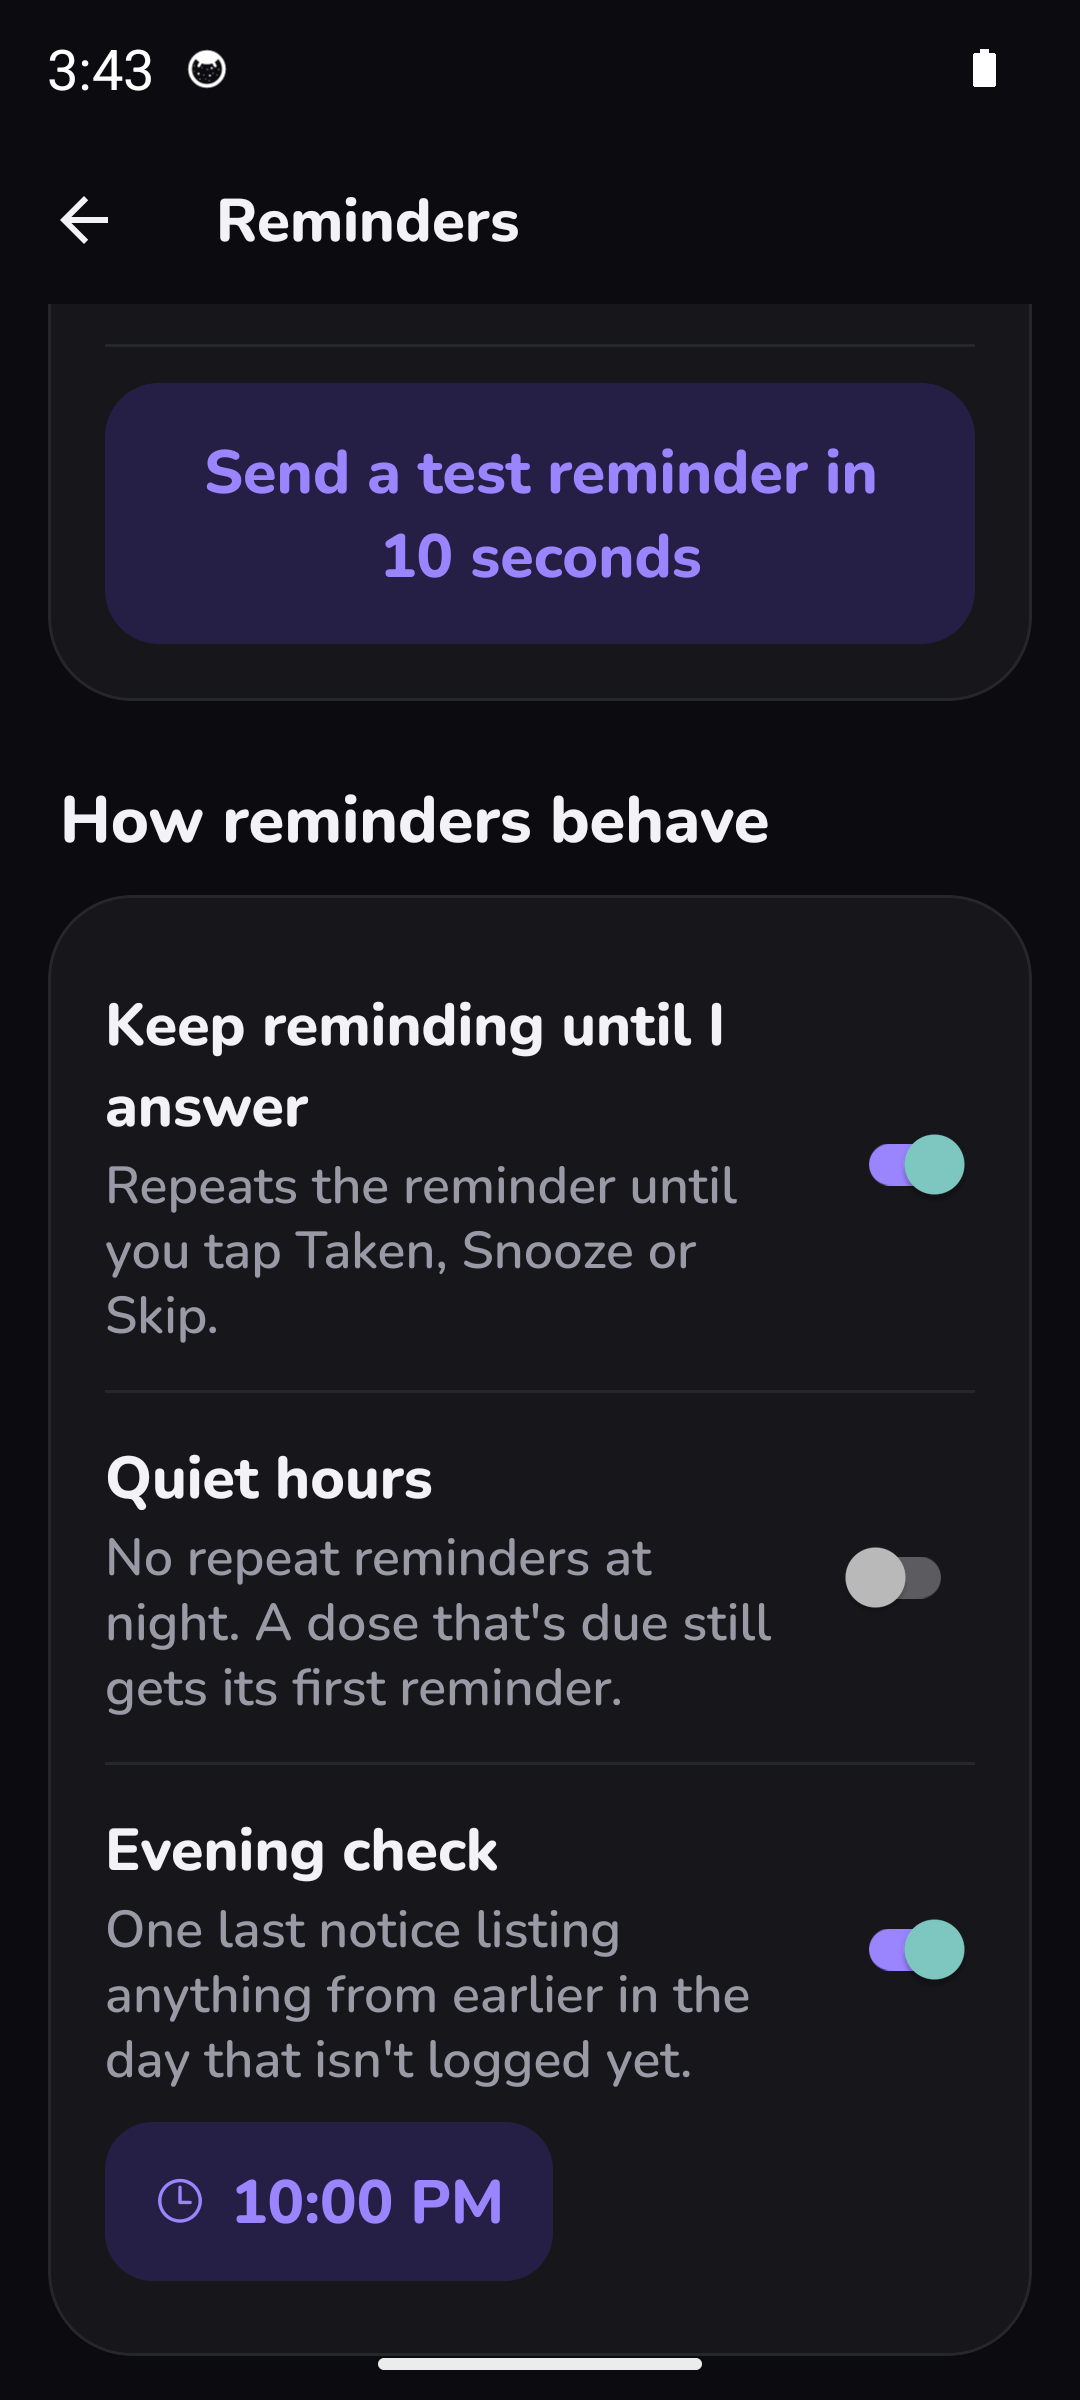 3:43
Reminders
Send a test reminder in
10 seconds
How reminders behave
Keep reminding until I
answer
Repeats the reminder until
you tap Taken, Snooze or
Skip.
Quiet hours
No repeat reminders at
night. A dose that's due still
gets its first reminder.
Evening check
One last notice listing
anything from earlier in the
day that isn't logged yet.
10:00 PM